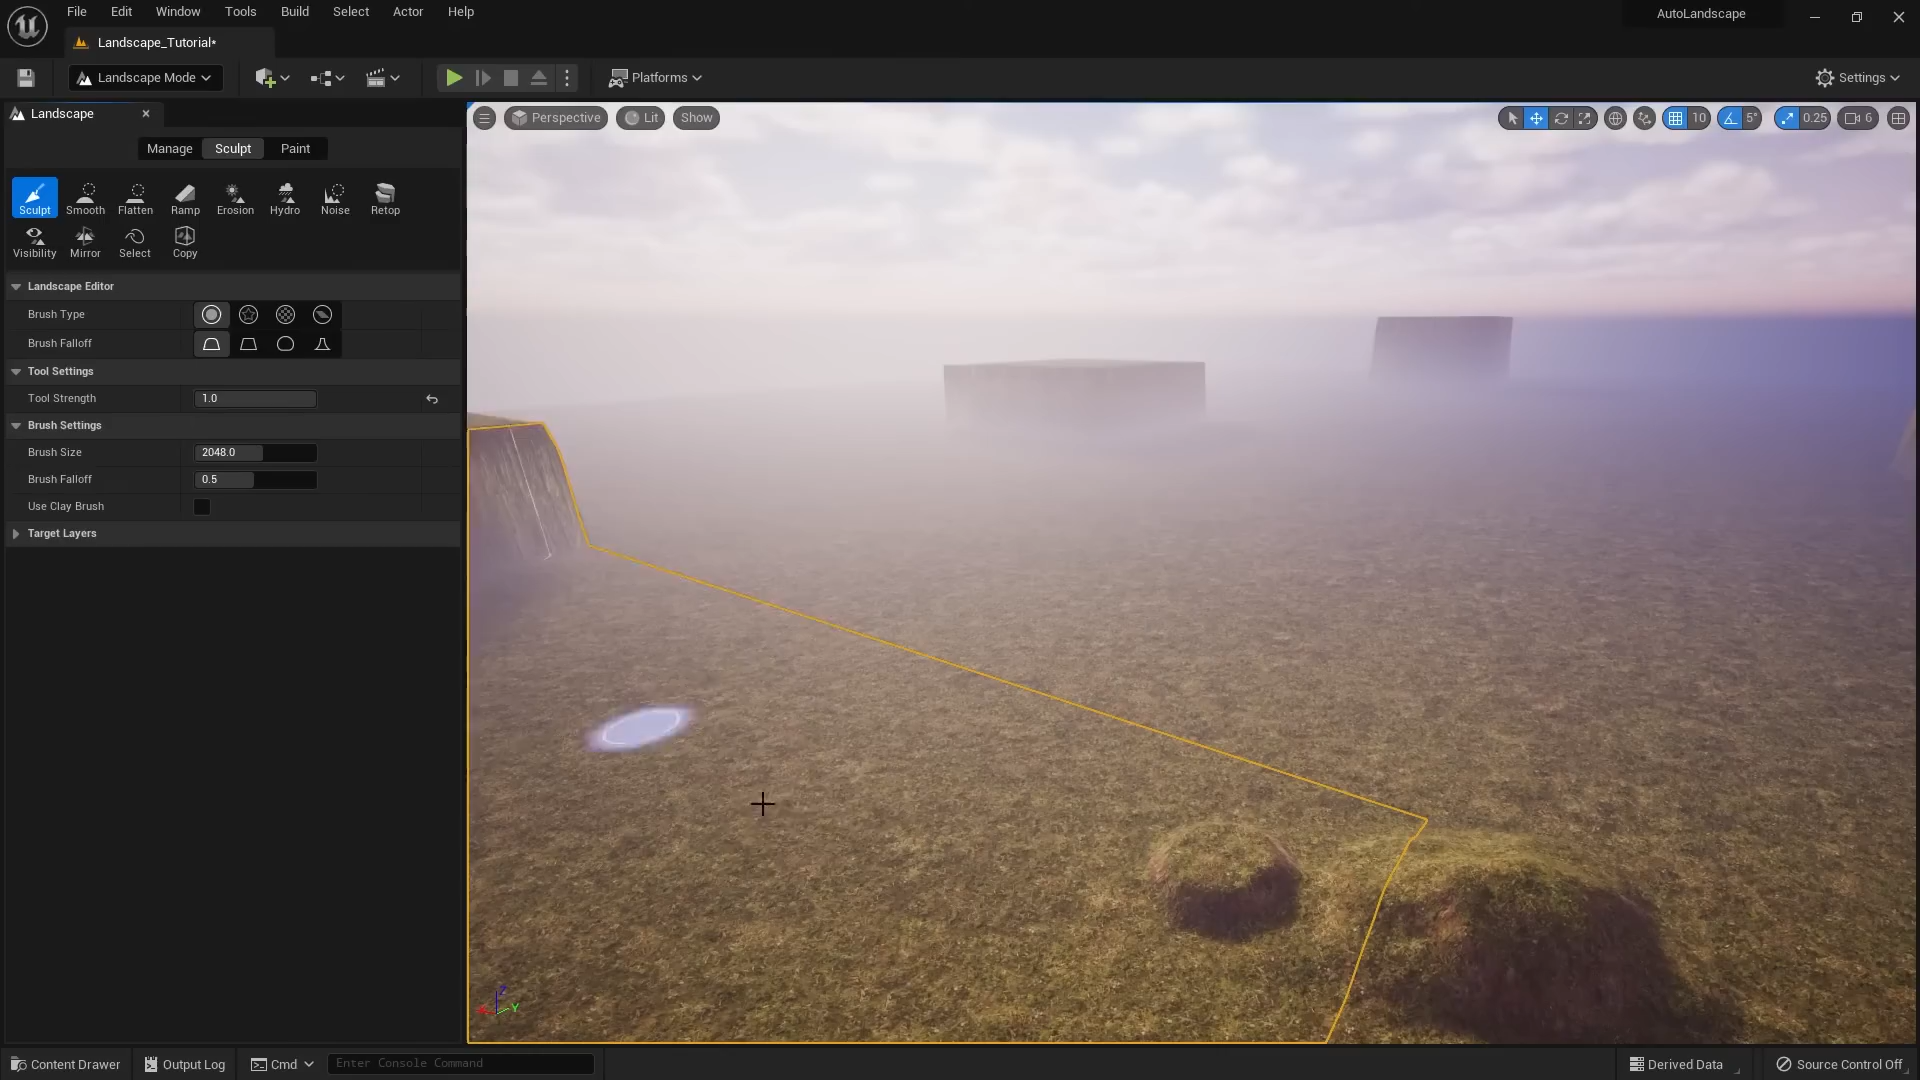 File Edit Window Tools Build Select Actor Help
AutoLandscape
Landscape_Tutorial*
Landscape Mode
Platforms
Settings
Landscape
Perspective Lit Show
10 5° 0.25 6
Manage Sculpt Paint
Sculpt Smooth Flatten Ramp Erosion Hydro Noise Retop
Visibility Mirror Select Copy
Landscape Editor
Brush Type
Brush Falloff
Tool Settings
Tool Strength 1.0
Brush Settings
Brush Size 2048.0
Brush Falloff 0.5
Use Clay Brush
Target Layers
Z
X Y
Content Drawer Output Log Cmd Enter Console Command Derived Data Source Control Off